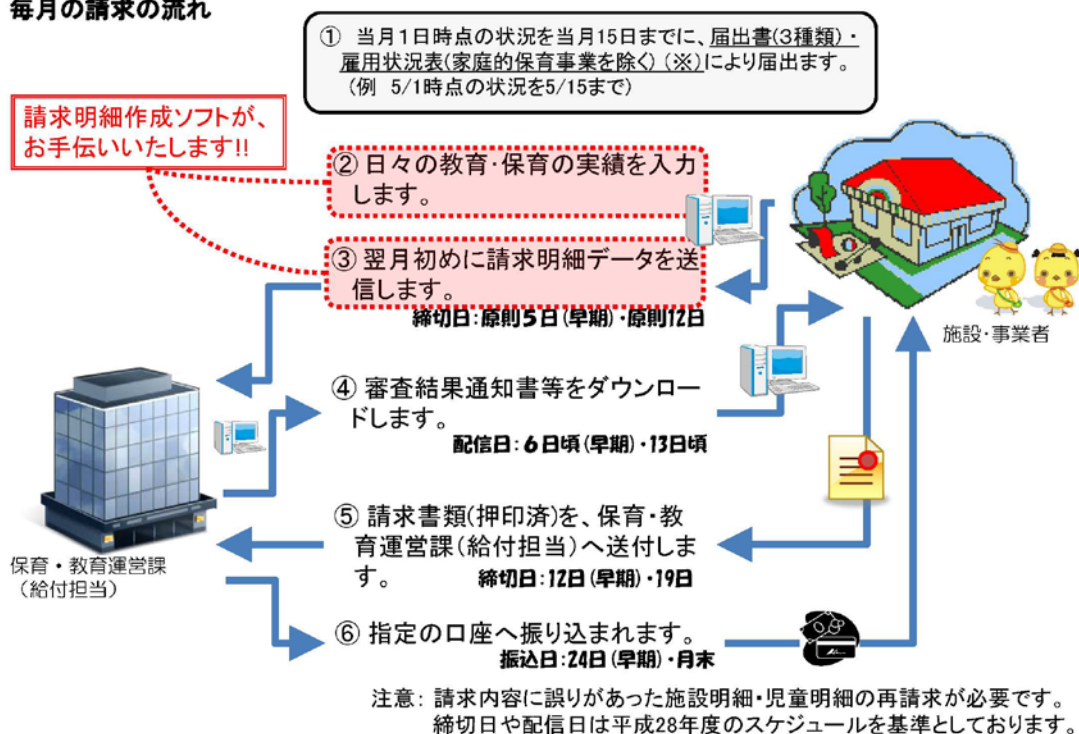 毎月の請求の流れ
① 当月1日時点の状況を当月15日までに、届出書(3種類)・
雇用状況表(家庭的保育事業を除く)(※)により届出ます。
(例 5/1時点の状況を5/15まで)
請求明細作成ソフトが、
お手伝いいたします!!
② 日々の教育・保育の実績を入力
します。
③ 翌月初めに請求明細データを送
信します。
締切日:原則5日(早期)・原則12日
施設・事業者
④ 審査結果通知書等をダウンロー
ドします。
配信日:6日頃(早期)・13日頃
⑤ 請求書類(押印済)を、保育・教
育運営課(給付担当)へ送付しま
す。
締切日:12日(早期)・19日
保育・教育運営課
(給付担当)
⑥ 指定の口座へ振り込まれます。
振込日:24日(早期)・月末
注意: 請求内容に誤りがあった施設明細・児童明細の再請求が必要です。
締切日や配信日は平成28年度のスケジュールを基準としております。